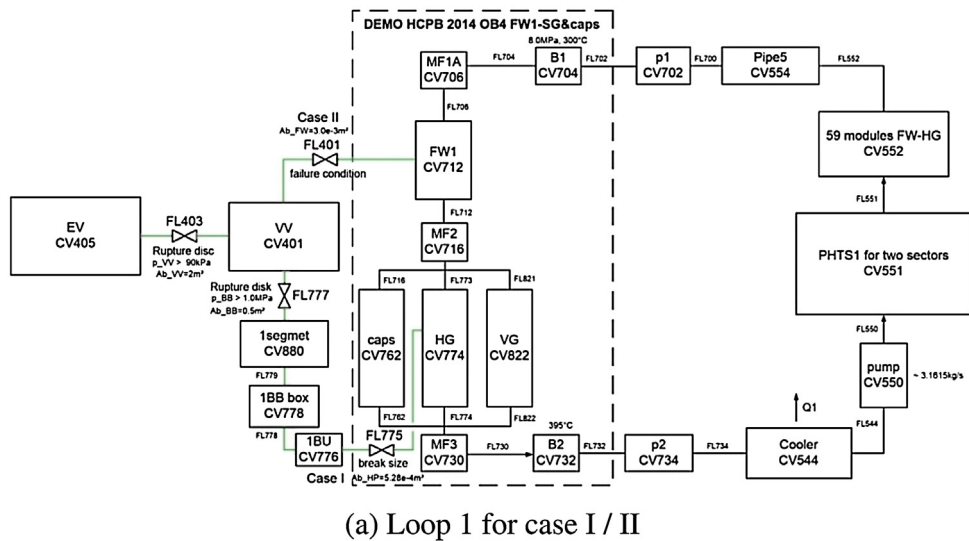 DEMO HCPB 2014 OB4 FW1-SG&caps
8.0MPa, 300°C
MF1A
CV706
FL704
B1
CV704
FL702
p1
CV702
FL700
Pipe5
CV554
FL552
FL706
Case II
Ab_FW=3.0e-3m²
FL401
failure condition
FW1
CV712
59 modules FW-HG
CV552
EV
CV405
FL403
Rupture disc
p_VV > 90kPa
Ab_VV=2m²
VV
CV401
FL712
MF2
CV716
FL551
PHTS1 for two sectors
CV551
Rupture disk
p_BB > 1.0MPa
Ab_BB=0.5m²
FL777
FL716
FL773
FL821
1segmet
CV880
caps
CV762
HG
CV774
VG
CV822
FL550
pump
CV550
~ 3.1615kg/s
FL779
1BB box
CV778
FL778
FL762
FL774
FL822
Q1
FL544
1BU
CV776
Case I
FL775
break size
Ab_HP=5.28e-4m²
MF3
CV730
FL730
395°C
B2
CV732
FL732
p2
CV734
FL734
Cooler
CV544
(a) Loop 1 for case I / II